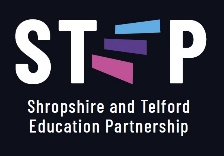 STEP
Shropshire and Telford
Education Partnership